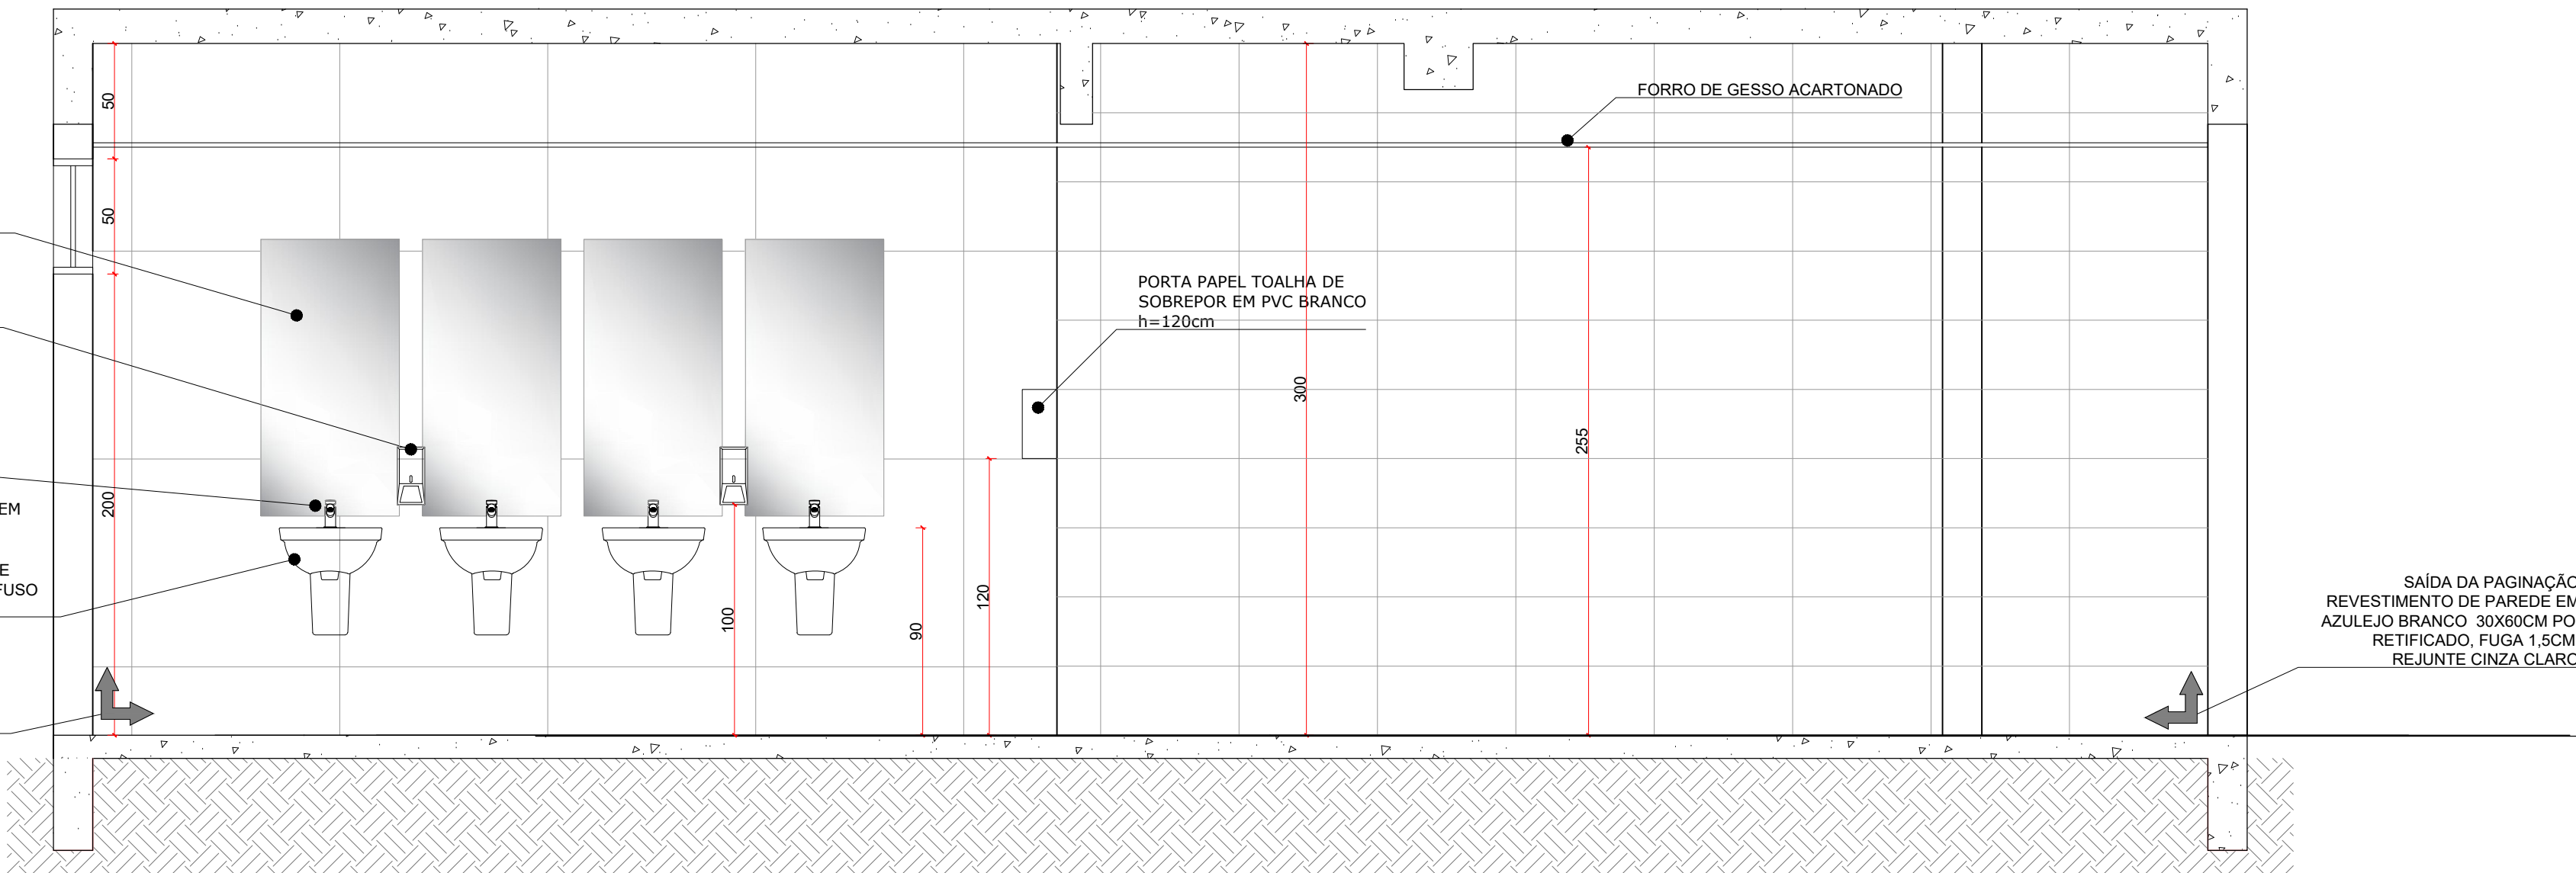 FORRO DE GESSO ACARTONADO
50
50
200
PORTA PAPEL TOALHA DE
SOBREPOR EM PVC BRANCO
h=120cm
300
255
EM
E
FUSO
100
90
120
SAÍDA DA PAGINAÇÃO
REVESTIMENTO DE PAREDE EM
AZULEJO BRANCO 30X60CM PO
RETIFICADO, FUGA 1,5CM
REJUNTE CINZA CLARO